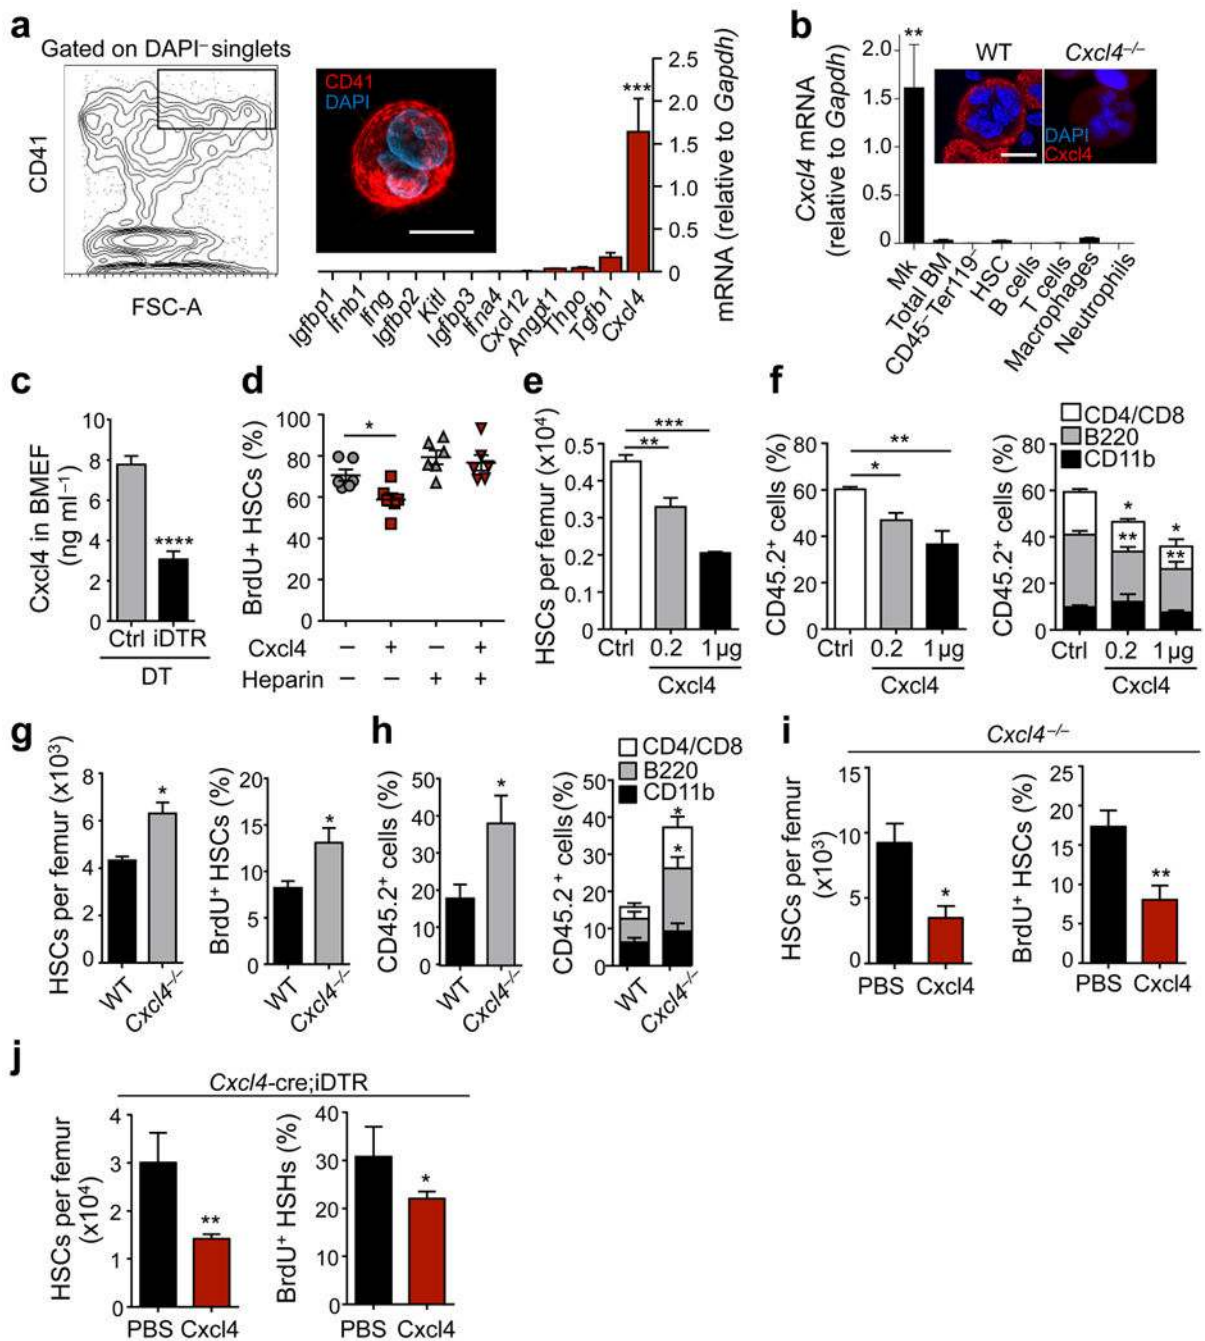 a
Gated on DAPI– singlets
CD41
FSC-A
CD41
DAPI
***
2.5
2.0
1.5
1.0
0.5
0
mRNA (relative to Gapdh)
Igfbp1
Ifnb1
Ifng
Igfbp2
Kitl
Igfbp3
Ifna4
Cxcl12
Angpt1
Thpo
Tgfb1
Cxcl4
b
Cxcl4 mRNA
(relative to Gapdh)
2.0
1.5
1.0
0.5
0
**
WT
Cxcl4–/–
DAPI
Cxcl4
Mk
Total BM
CD45–Ter119–
HSC
B cells
T cells
Macrophages
Neutrophils
c
Cxcl4 in BMEF
(ng ml–1)
10
8
6
4
2
0
****
Ctrl iDTR
DT
d
BrdU+ HSCs (%)
100
80
60
40
20
0
*
Cxcl4 – + – +
Heparin – – + +
e
HSCs per femur (x10⁴)
0.5
0.4
0.3
0.2
0.1
0
***
**
Ctrl 0.2 1 µg
Cxcl4
f
CD45.2+ cells (%)
80
60
40
20
0
**
*
Ctrl 0.2 1 µg
Cxcl4
CD4/CD8
B220
CD11b
CD45.2+ cells (%)
80
60
40
20
0
*
**
*
**
Ctrl 0.2 1 µg
Cxcl4
g
HSCs per femur (x10³)
8
6
4
2
0
*
WT
Cxcl4–/–
BrdU+ HSCs (%)
20
15
10
5
0
*
WT
Cxcl4–/–
h
CD45.2+ cells (%)
50
40
30
20
10
0
*
WT
Cxcl4–/–
CD4/CD8
B220
CD11b
CD45.2+ cells (%)
50
40
30
20
10
0
*
*
WT
Cxcl4–/–
i
Cxcl4–/–
HSCs per femur
(x10³)
15
10
5
0
*
PBS Cxcl4
BrdU+ HSCs (%)
25
20
15
10
5
0
**
PBS Cxcl4
j
Cxcl4-cre;iDTR
HSCs per femur
(x10⁴)
4
3
2
1
0
**
PBS Cxcl4
BrdU+ HSHs (%)
40
30
20
10
0
*
PBS Cxcl4